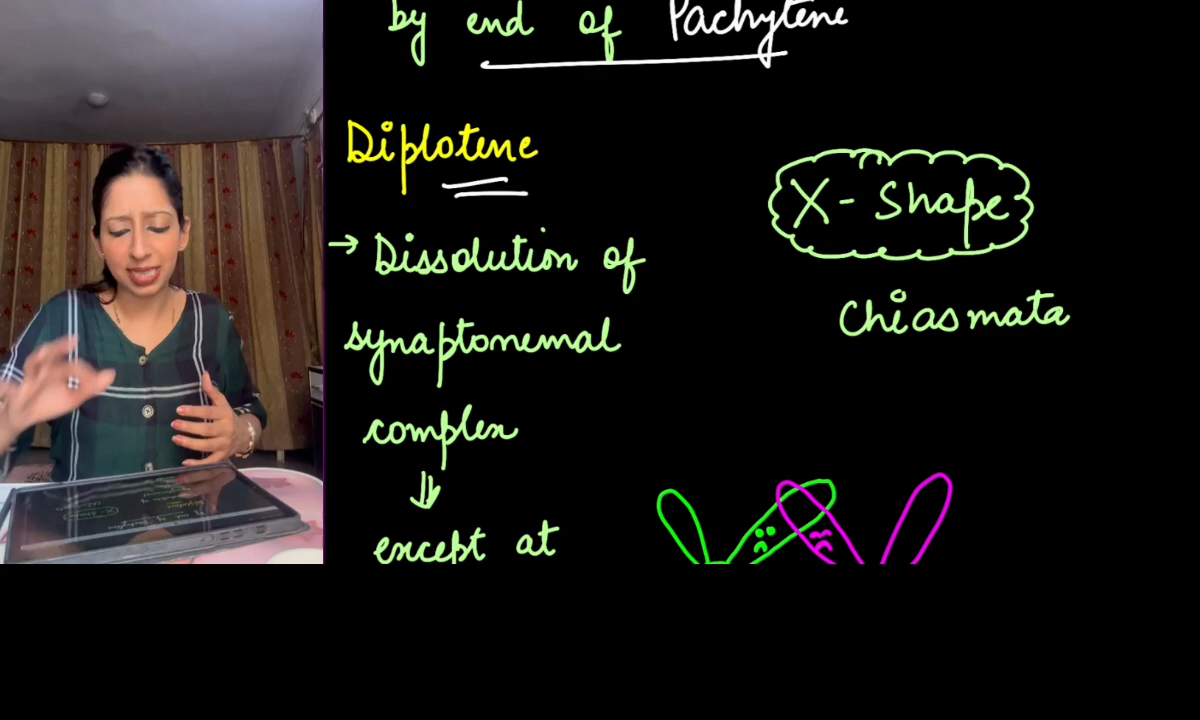 by end of Pachytene
Diplotene
→ Dissolution of
synaptonemal
complex
⇓
except at
X - Shape
Chiasmata